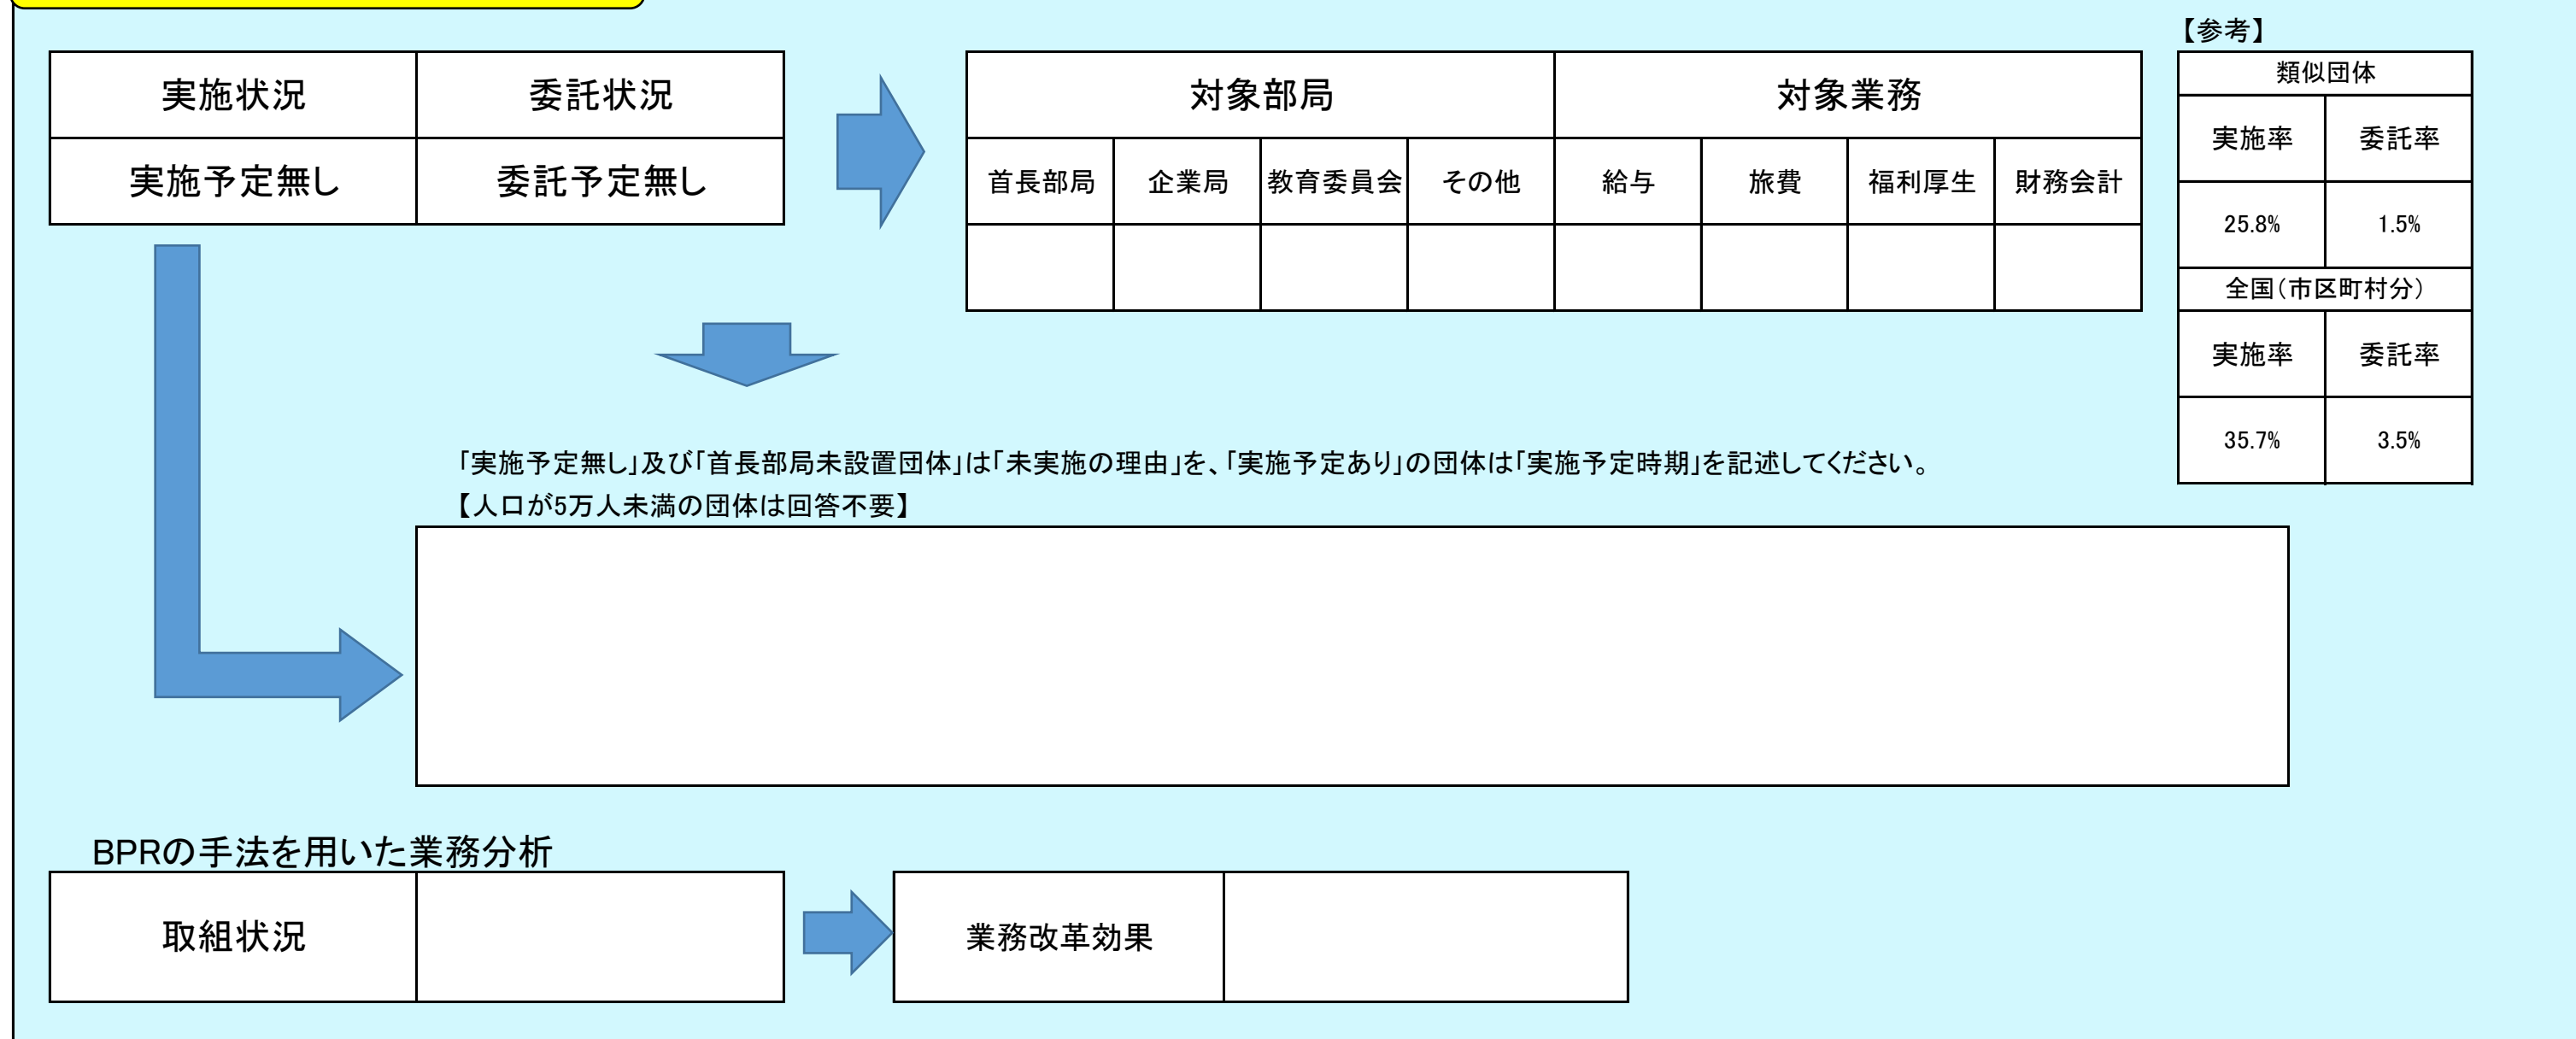 【参考】
実施状況 委託状況
実施予定無し 委託予定無し
対象部局 対象業務
首長部局 企業局 教育委員会 その他 給与 旅費 福利厚生 財務会計
類似団体
実施率 委託率
25.8% 1.5%
全国(市区町村分)
実施率 委託率
35.7% 3.5%
「実施予定無し」及び「首長部局未設置団体」は「未実施の理由」を、「実施予定あり」の団体は「実施予定時期」を記述してください。
【人口が5万人未満の団体は回答不要】
BPRの手法を用いた業務分析
取組状況
業務改革効果